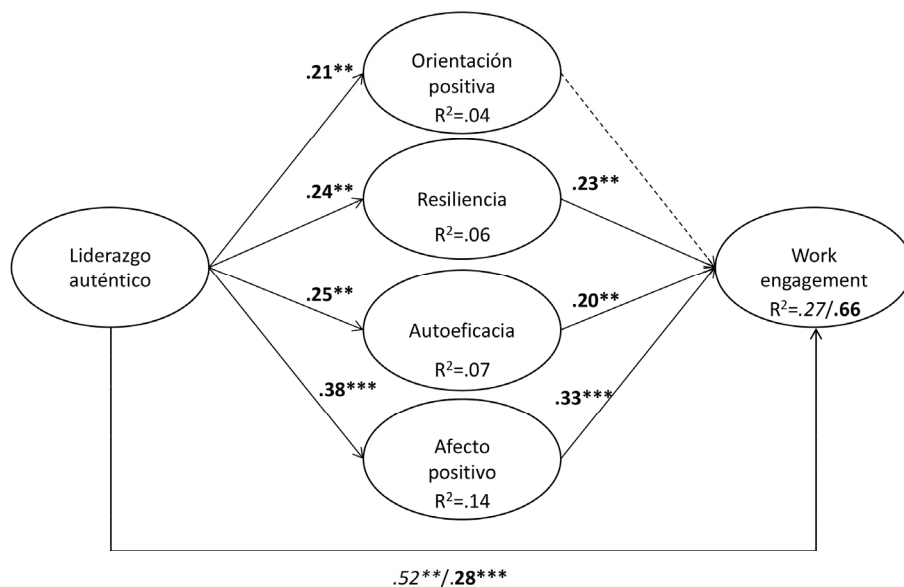 Orientación
positiva
R²=.04
.21**
Resiliencia
R²=.06
.24**
.23**
Liderazgo
auténtico
Work
engagement
R²=.27/.66
Autoeficacia
R²=.07
.25**
.20**
.38***
.33***
Afecto
positivo
R²=.14
.52**/.28***